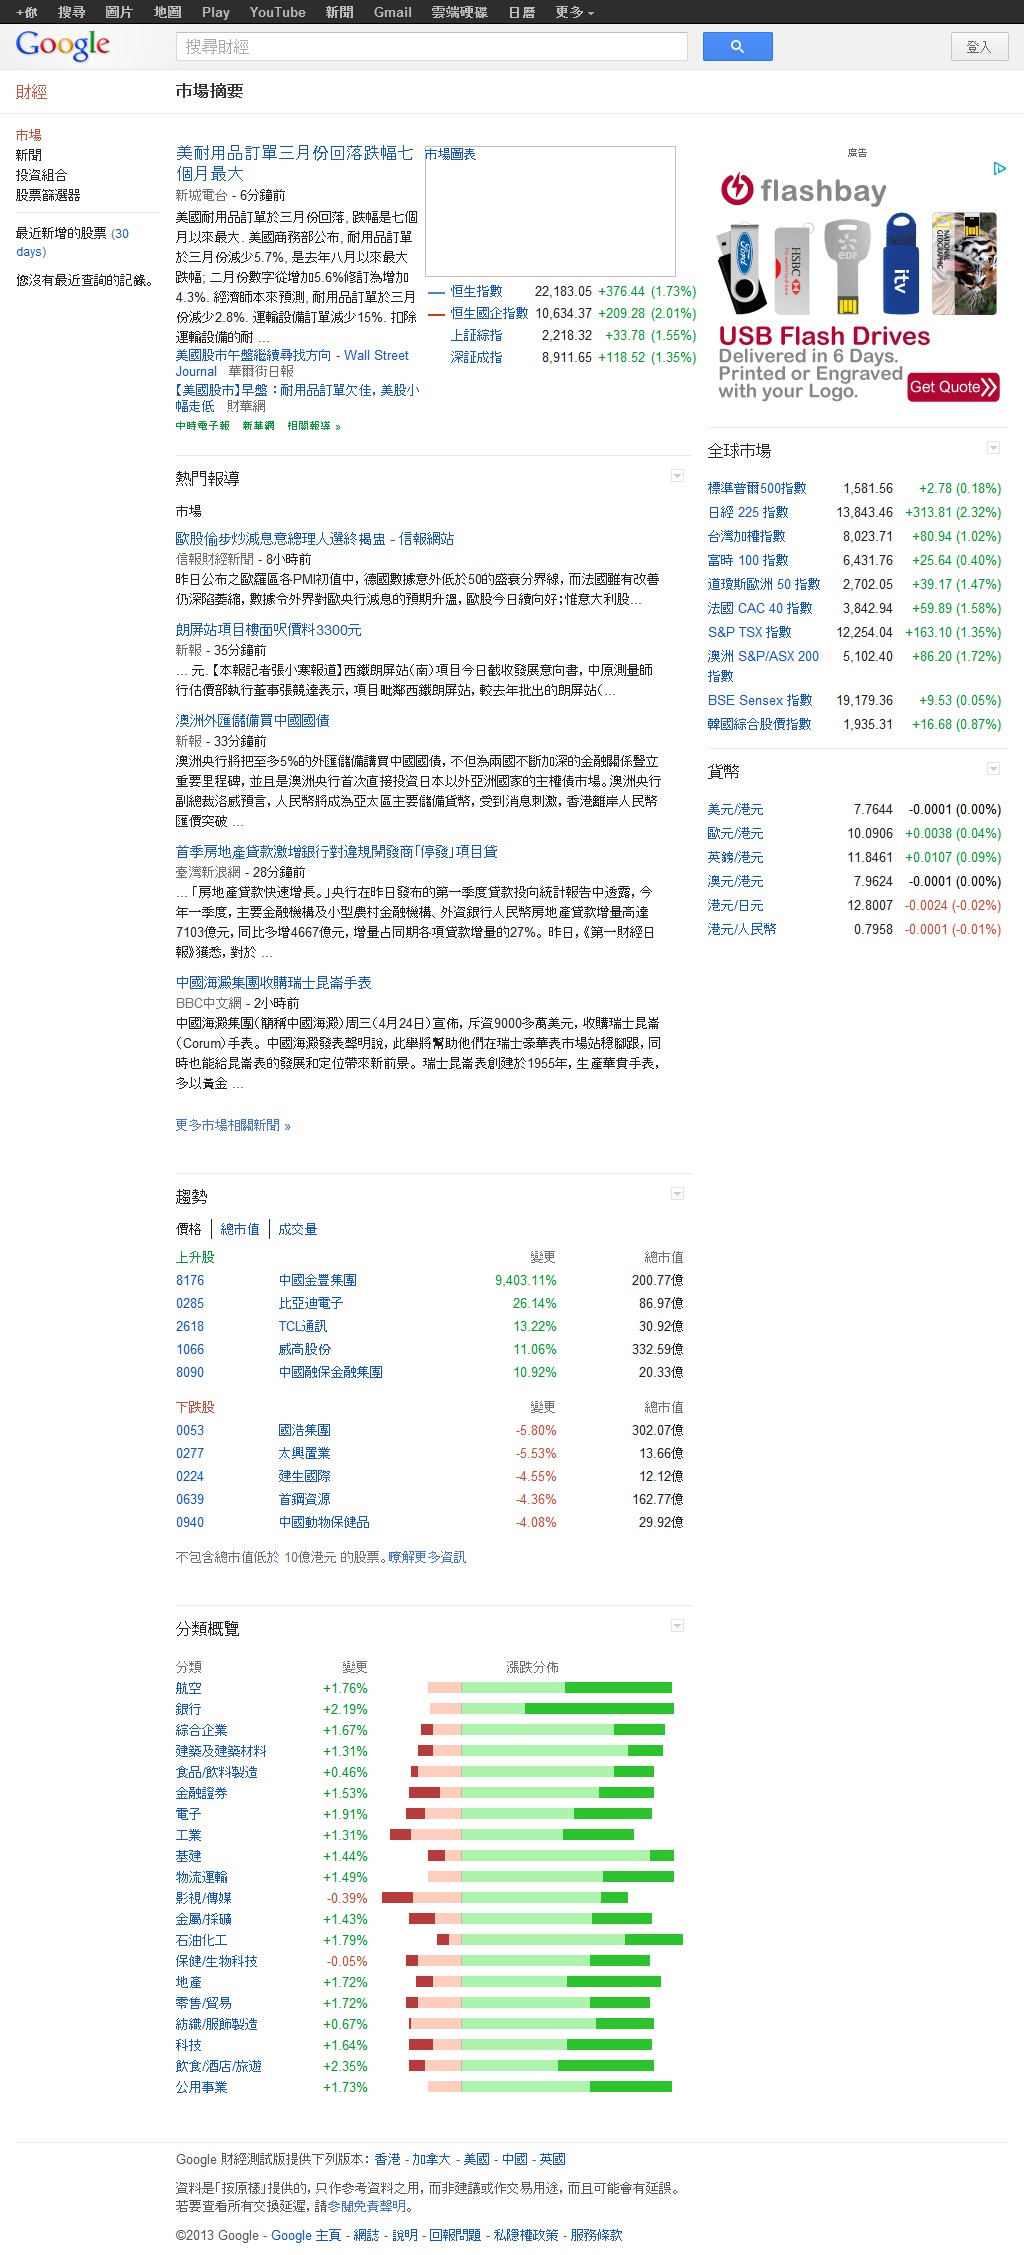 +你 搜尋 圖片 地圖 Play YouTube 新聞 Gmail 雲端硬碟 日曆 更多
Google 搜尋財經 登入
財經
市場摘要
市場
新聞
投資組合
股票篩選器
最近新增的股票 (30
days)
您沒有最近查詢的記錄。
美耐用品訂單三月份回落跌幅七
個月最大
新城電台 - 6分鐘前
美國耐用品訂單於三月份回落, 跌幅是七個
月以來最大. 美國商務部公布, 耐用品訂單
於三月份減少5.7%, 是去年八月以來最大
跌幅; 二月份數字從增加5.6%修訂為增加
4.3%. 經濟師本來預測, 耐用品訂單於三月
份減少2.8%. 運輸設備訂單減少15%. 扣除
運輸設備的耐 ...
美國股市午盤繼續尋找方向 - Wall Street
Journal 華爾街日報
【美國股市】早盤：耐用品訂單欠佳，美股小
幅走低 財華網
中時電子報 新華網 相關報導 »
市場圖表
恒生指數 22,183.05 +376.44 (1.73%)
恒生國企指數 10,634.37 +209.28 (2.01%)
上証綜指 2,218.32 +33.78 (1.55%)
深証成指 8,911.65 +118.52 (1.35%)
廣告
flashbay
Ford
HSBC
EDF
itv
NATIONAL GEOGRAPHIC
USB Flash Drives
Delivered in 6 Days.
Printed or Engraved
with your Logo.
Get Quote
熱門報導
市場
歐股偷步炒減息意總理人選終揭盅 - 信報網站
信報財經新聞 - 8小時前
昨日公布之歐羅區各PMI初值中，德國數據意外低於50的盛衰分界線，而法國雖有改善
仍深陷萎縮，數據令外界對歐央行減息的預期升溫，歐股今日續向好；惟意大利股...
朗屏站項目樓面呎價料3300元
新報 - 35分鐘前
... 元.【本報記者張小寒報道】西鐵朗屏站（南）項目今日截收發展意向書，中原測量師
行估價部執行董事張競達表示，項目毗鄰西鐵朗屏站，較去年批出的朗屏站（...
澳洲外匯儲備買中國國債
新報 - 33分鐘前
澳洲央行將把至多5%的外匯儲備購買中國國債，不但為兩國不斷加深的金融關係豎立
重要里程碑，並且是澳洲央行首次直接投資日本以外亞洲國家的主權債市場。澳洲央行
副總裁洛威預言，人民幣將成為亞太區主要儲備貨幣，受到消息刺激，香港離岸人民幣
匯價突破 ...
首季房地產貸款激增銀行對違規開發商「停發」項目貸
臺灣新浪網 - 28分鐘前
... 「房地產貸款快速增長。」央行在昨日發布的第一季度貸款投向統計報告中透露，今
年一季度，主要金融機構及小型農村金融機構、外資銀行人民幣房地產貸款增量高達
7103億元，同比多增4667億元，增量占同期各項貸款增量的27%。 昨日，《第一財經日
報》獲悉，對於 ...
中國海澱集團收購瑞士昆崙手表
BBC中文網 - 2小時前
中國海澱集團（簡稱中國海澱）周三（4月24日）宣佈，斥資9000多萬美元，收購瑞士昆崙
（Corum）手表。 中國海澱發表聲明說，此舉將幫助他們在瑞士豪華表市場站穩腳跟，同
時也能給昆崙表的發展和定位帶來新前景。 瑞士昆崙表創建於1955年，生產華貴手表，
多以黃金 ...
更多市場相關新聞 »
全球市場
標準普爾500指數 1,581.56 +2.78 (0.18%)
日經 225 指數 13,843.46 +313.81 (2.32%)
台灣加權指數 8,023.71 +80.94 (1.02%)
富時 100 指數 6,431.76 +25.64 (0.40%)
道瓊斯歐洲 50 指數 2,702.05 +39.17 (1.47%)
法國 CAC 40 指數 3,842.94 +59.89 (1.58%)
S&P TSX 指數 12,254.04 +163.10 (1.35%)
澳洲 S&P/ASX 200 5,102.40 +86.20 (1.72%)
指數
BSE Sensex 指數 19,179.36 +9.53 (0.05%)
韓國綜合股價指數 1,935.31 +16.68 (0.87%)
貨幣
美元/港元 7.7644 -0.0001 (0.00%)
歐元/港元 10.0906 +0.0038 (0.04%)
英鎊/港元 11.8461 +0.0107 (0.09%)
澳元/港元 7.9624 -0.0001 (0.00%)
港元/日元 12.8007 -0.0024 (-0.02%)
港元/人民幣 0.7958 -0.0001 (-0.01%)
趨勢
價格 總市值 成交量
上升股 變更 總市值
8176 中國金豐集團 9,403.11% 200.77億
0285 比亞迪電子 26.14% 86.97億
2618 TCL通訊 13.22% 30.92億
1066 威高股份 11.06% 332.59億
8090 中國融保金融集團 10.92% 20.33億
下跌股 變更 總市值
0053 國浩集團 -5.80% 302.07億
0277 太興置業 -5.53% 13.66億
0224 建生國際 -4.55% 12.12億
0639 首鋼資源 -4.36% 162.77億
0940 中國動物保健品 -4.08% 29.92億
不包含總市值低於 10億港元 的股票。瞭解更多資訊
分類概覽
分類 變更 漲跌分佈
航空 +1.76%
銀行 +2.19%
綜合企業 +1.67%
建築及建築材料 +1.31%
食品/飲料製造 +0.46%
金融證券 +1.53%
電子 +1.91%
工業 +1.31%
基建 +1.44%
物流運輸 +1.49%
影視/傳媒 -0.39%
金屬/採礦 +1.43%
石油化工 +1.79%
保健/生物科技 -0.05%
地產 +1.72%
零售/貿易 +1.72%
紡織/服飾製造 +0.67%
科技 +1.64%
飲食/酒店/旅遊 +2.35%
公用事業 +1.73%
Google 財經測試版提供下列版本： 香港 - 加拿大 - 美國 - 中國 - 英國
資料是「按原樣」提供的，只作參考資料之用，而非建議或作交易用途，而且可能會有延誤。
若要查看所有交換延遲，請參閱免責聲明。
©2013 Google - Google 主頁 - 網誌 - 說明 - 回報問題 - 私隱權政策 - 服務條款